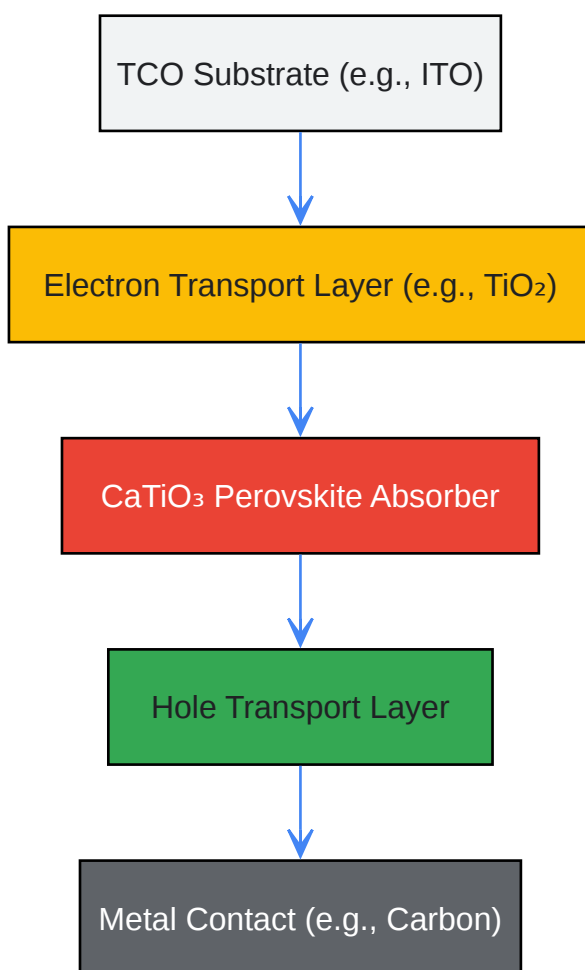 TCO Substrate (e.g., ITO)
Electron Transport Layer (e.g., TiO₂)
CaTiO₃ Perovskite Absorber
Hole Transport Layer
Metal Contact (e.g., Carbon)